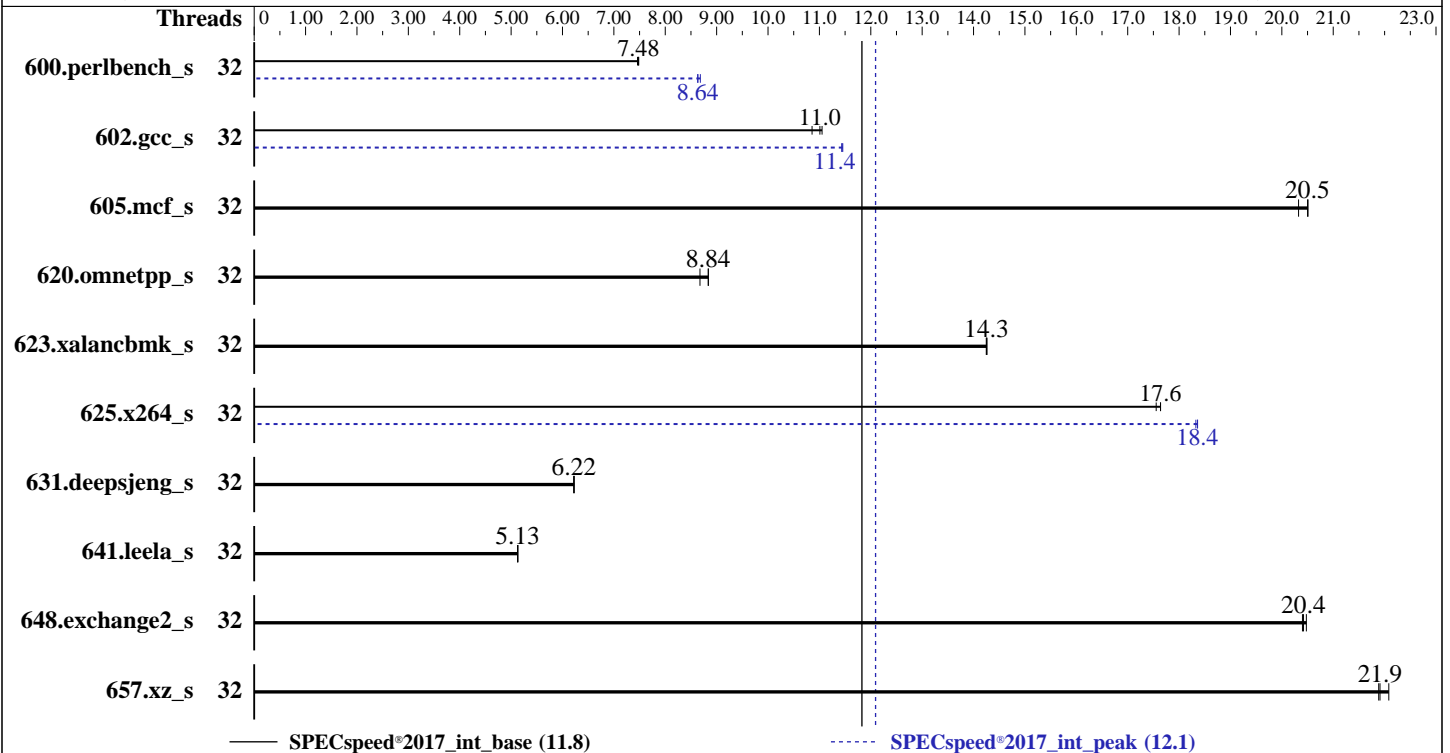 Threads 0 1.00 2.00 3.00 4.00 5.00 6.00 7.00 8.00 9.00 10.0 11.0 12.0 13.0 14.0 15.0 16.0 17.0 18.0 19.0 20.0 21.0 23.0
600.perlbench_s 32 7.48
8.64
602.gcc_s 32 11.0
11.4
605.mcf_s 32 20.5
620.omnetpp_s 32 8.84
623.xalancbmk_s 32 14.3
625.x264_s 32 17.6
18.4
631.deepsjeng_s 32 6.22
641.leela_s 32 5.13
648.exchange2_s 32 20.4
657.xz_s 32 21.9
SPECspeed®2017_int_base (11.8) SPECspeed®2017_int_peak (12.1)